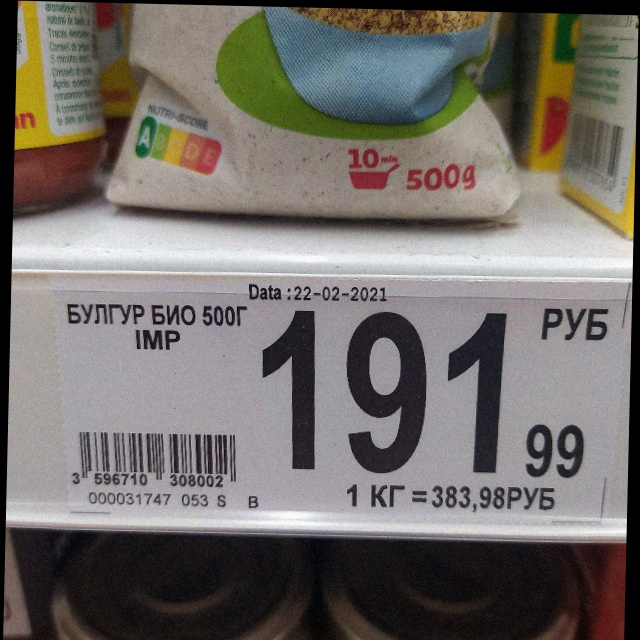 NUTRI-SCORE
A B C D E
10 min
500g
Data :22-02-2021
БУЛГУР БИО 500Г
IMP
191
99
РУБ
3 596710 308002
000031747 053 S B
1 КГ =383,98РУБ